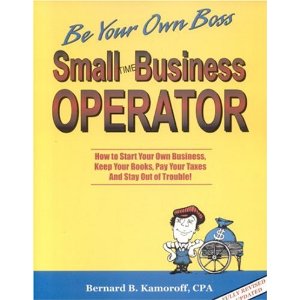 Be Your Own Boss
Small TIME Business
OPERATOR
How to Start Your Own Business,
Keep Your Books, Pay Your Taxes
And Stay Out of Trouble!
Bernard B. Kamoroff, CPA
FULLY REVISED
UPDATED